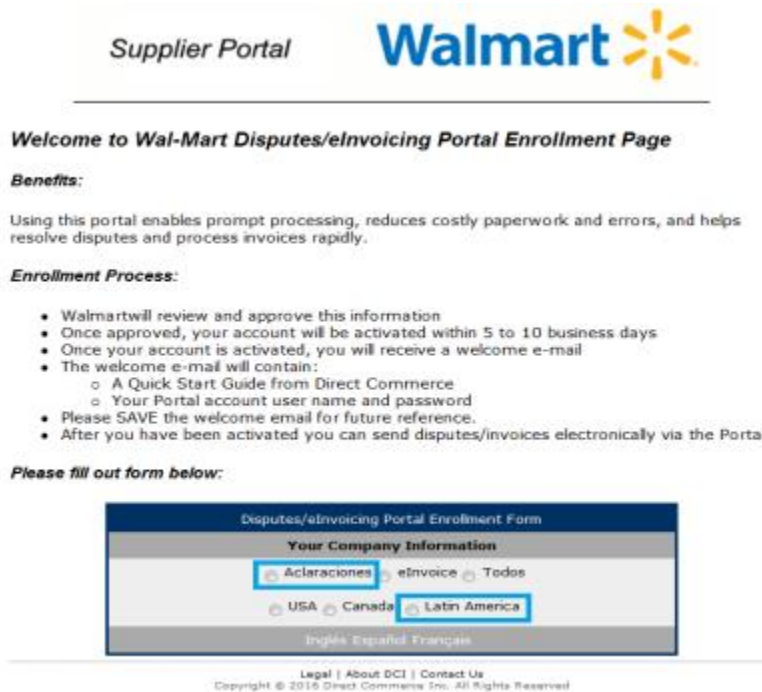 Supplier Portal
Walmart
Welcome to Wal-Mart Disputes/eInvoicing Portal Enrollment Page
Benefits:
Using this portal enables prompt processing, reduces costly paperwork and errors, and helps
resolve disputes and process invoices rapidly.
Enrollment Process:
• Walmartwill review and approve this information
• Once approved, your account will be activated within 5 to 10 business days
• Once your account is activated, you will receive a welcome e-mail
• The welcome e-mail will contain:
o A Quick Start Guide from Direct Commerce
o Your Portal account user name and password
• Please SAVE the welcome email for future reference.
• After you have been activated you can send disputes/invoices electronically via the Porta
Please fill out form below:
Disputes/eInvoicing Portal Enrollment Form
Your Company Information
Aclaraciones eInvoice Todos
USA Canada Latin America
Inglés Español Français
Legal | About DCI | Contact Us
Copyright © 2016 Direct Commerce Inc. All Rights Reserved